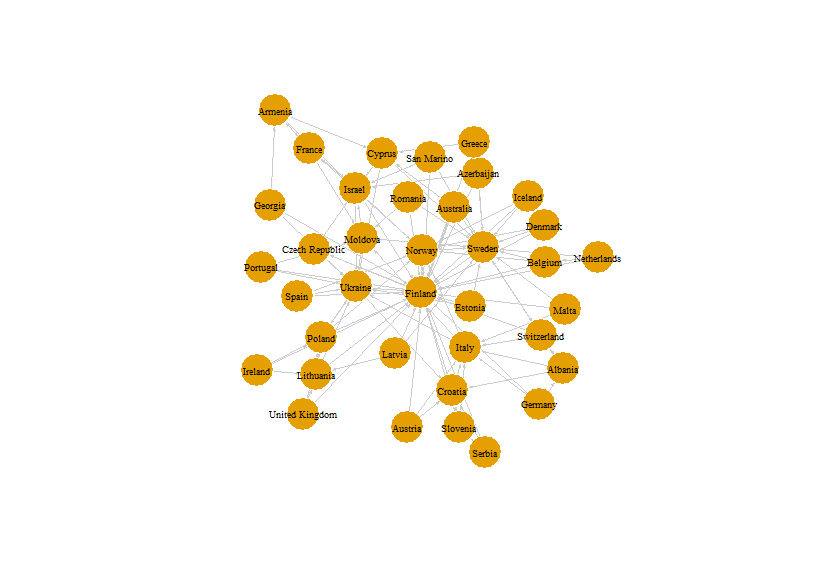 Armenia
Greece
France
Cyprus
San Marino
Azerbaijan
Israel
Romania
Iceland
Georgia
Australia
Denmark
Moldova
Czech Republic
Norway
Sweden
Netherlands
Belgium
Portugal
Ukraine
Finland
Spain
Estonia
Malta
Poland
Switzerland
Italy
Latvia
Albania
Ireland
Lithuania
Croatia
Germany
United Kingdom
Austria
Slovenia
Serbia